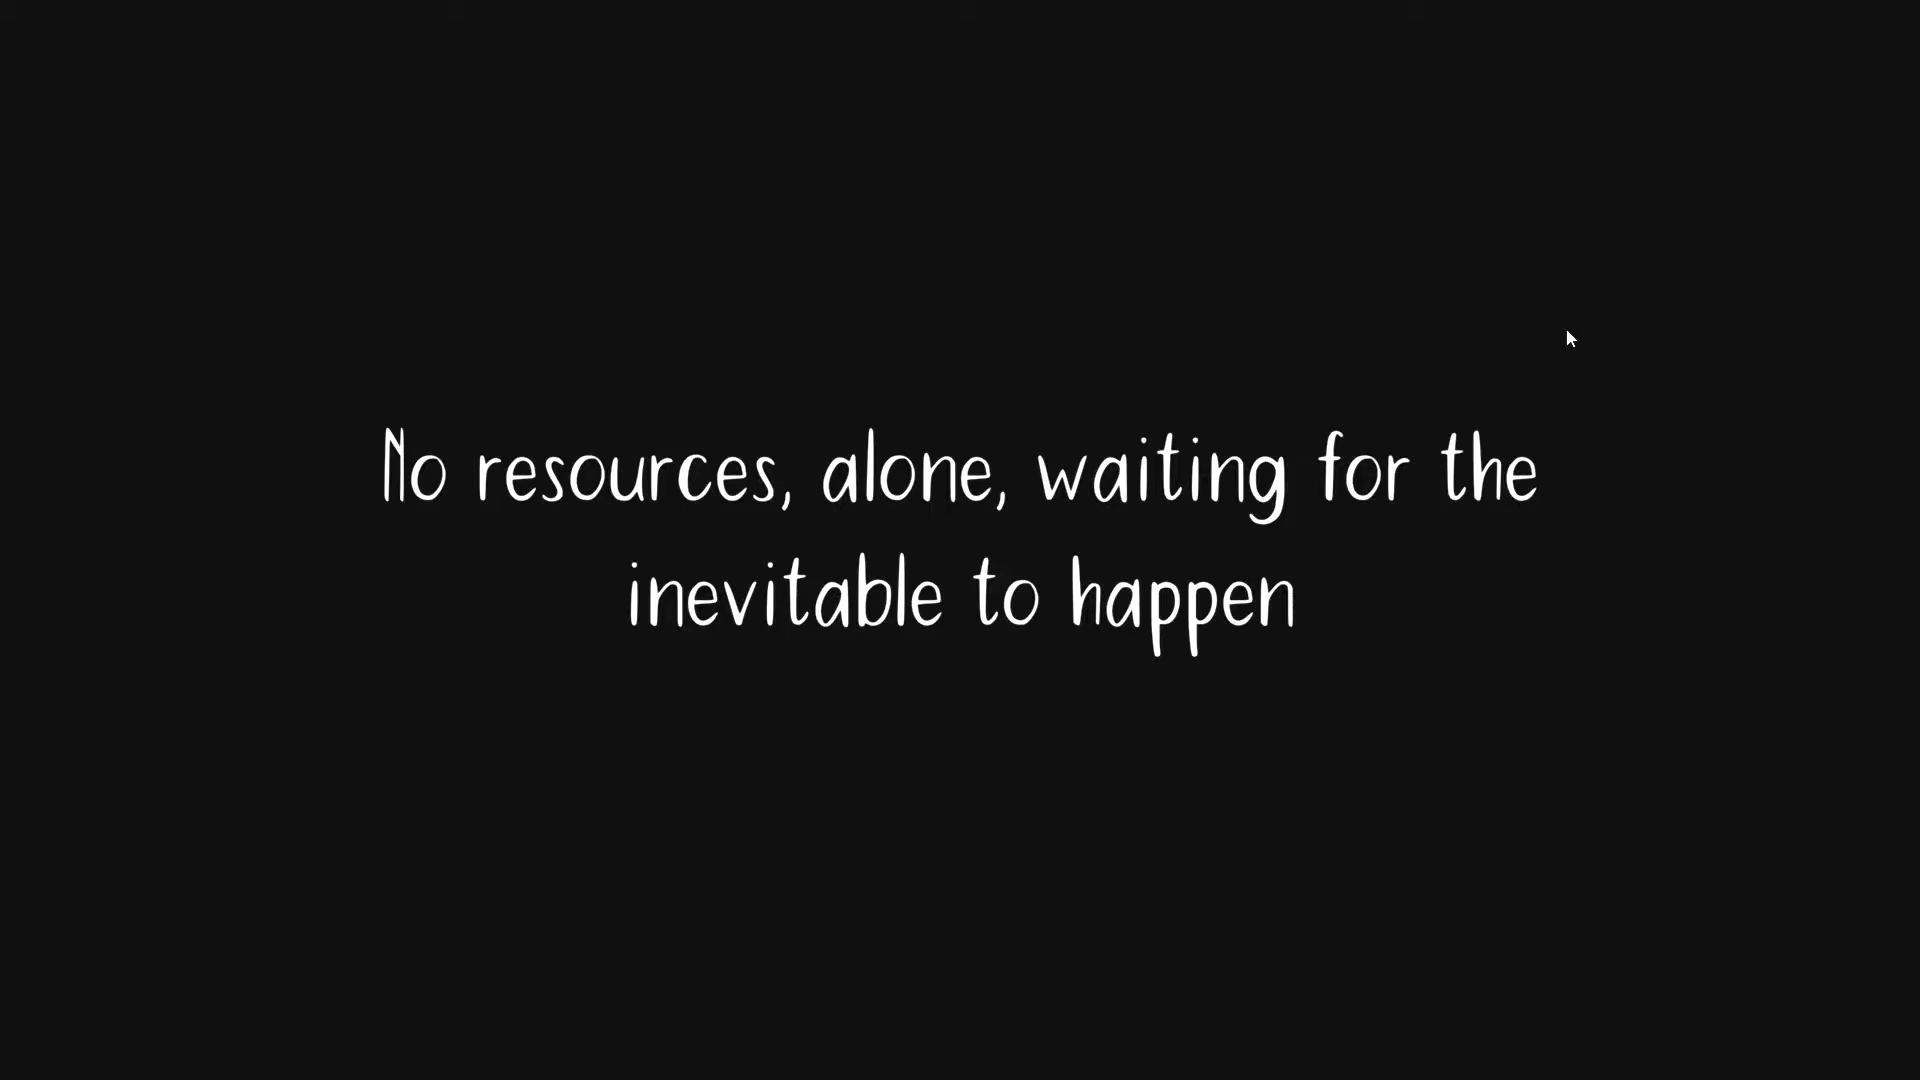 No resources, alone, waiting for the
inevitable to happen